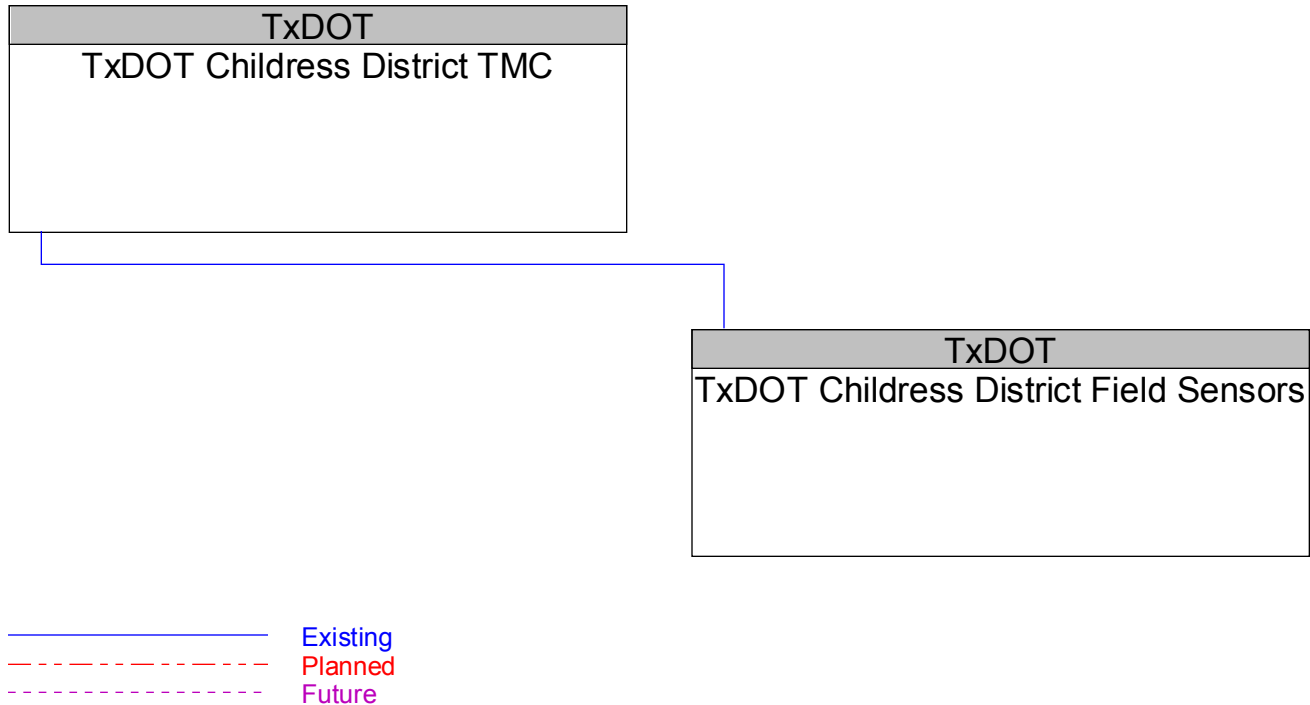 TxDOT
TxDOT Childress District TMC
TxDOT
TxDOT Childress District Field Sensors
Existing
Planned
Future